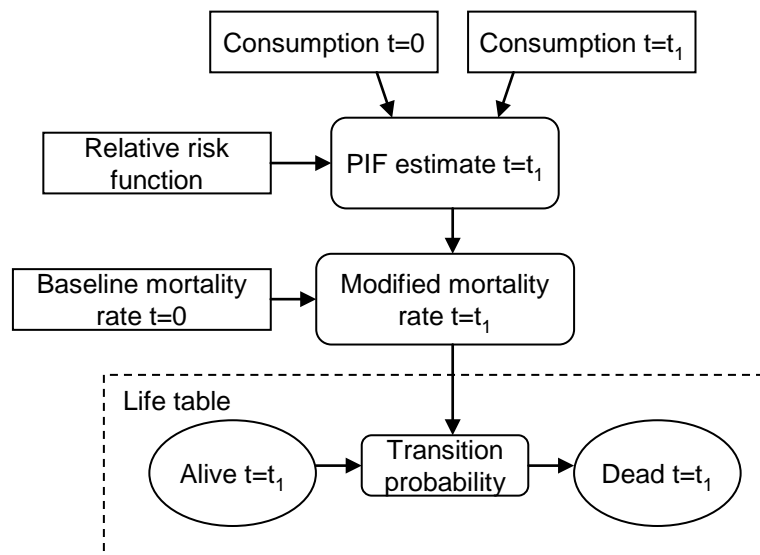 Consumption t=0
Consumption t=t₁
Relative risk
function
PIF estimate t=t₁
Baseline mortality
rate t=0
Modified mortality
rate t=t₁
Life table
Alive t=t₁
Transition
probability
Dead t=t₁